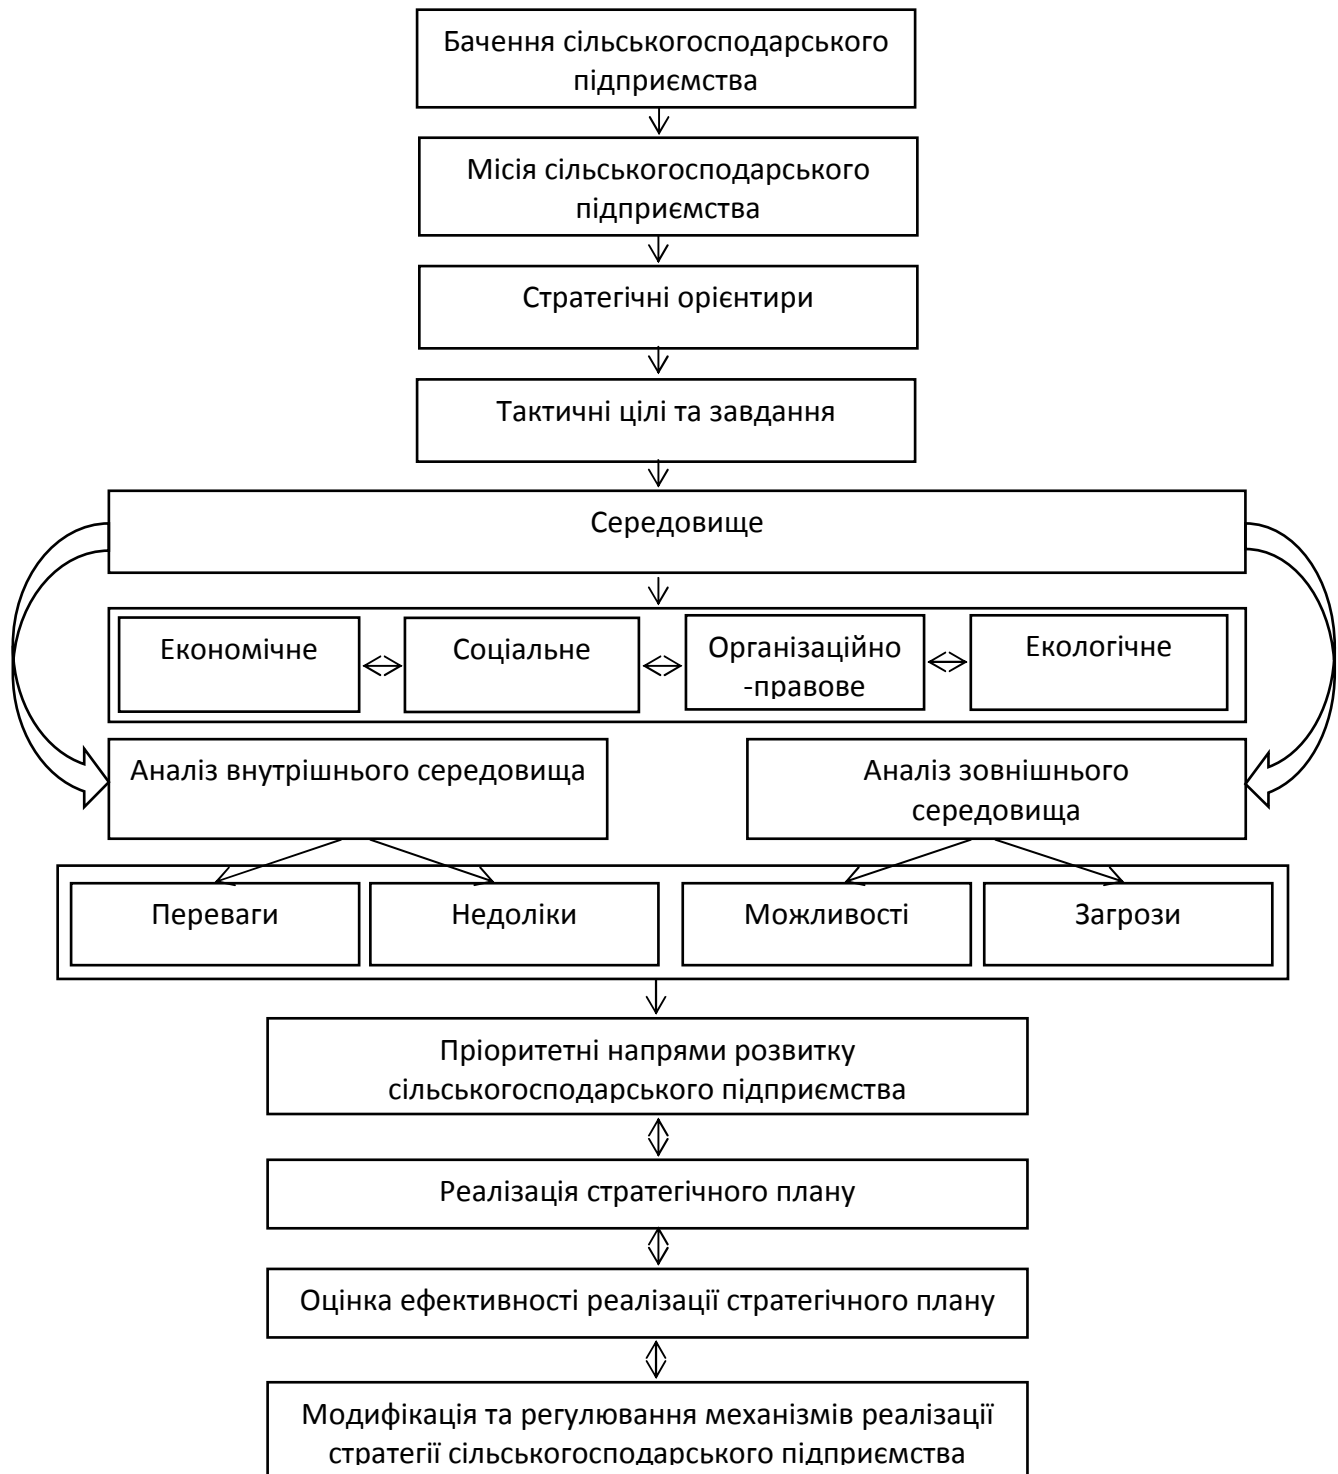 Бачення сільськогосподарського
підприємства
Місія сільськогосподарського
підприємства
Стратегічні орієнтири
Тактичні цілі та завдання
Середовище
Економічне
Соціальне
Організаційно
-правове
Екологічне
Аналіз внутрішнього середовища
Аналіз зовнішнього
середовища
Переваги
Недоліки
Можливості
Загрози
Пріоритетні напрями розвитку
сільськогосподарського підприємства
Реалізація стратегічного плану
Оцінка ефективності реалізації стратегічного плану
Модифікація та регулювання механізмів реалізації
стратегії сільськогосподарського підприємства